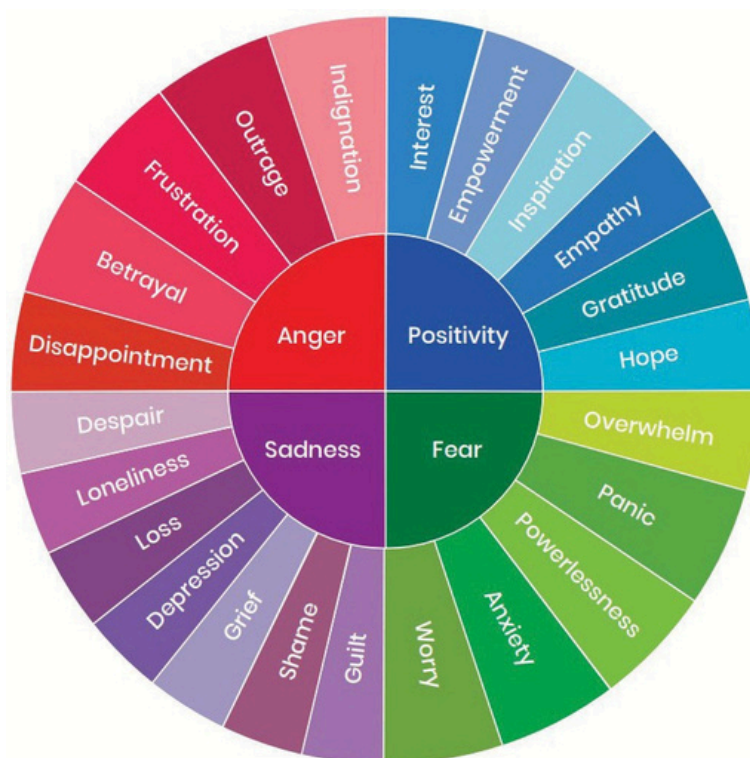 Indignation
Outrage
Frustration
Betrayal
Disappointment
Anger
Interest
Empowerment
Inspiration
Empathy
Gratitude
Hope
Positivity
Despair
Loneliness
Loss
Depression
Grief
Shame
Guilt
Sadness
Overwhelm
Panic
Powerlessness
Anxiety
Worry
Fear